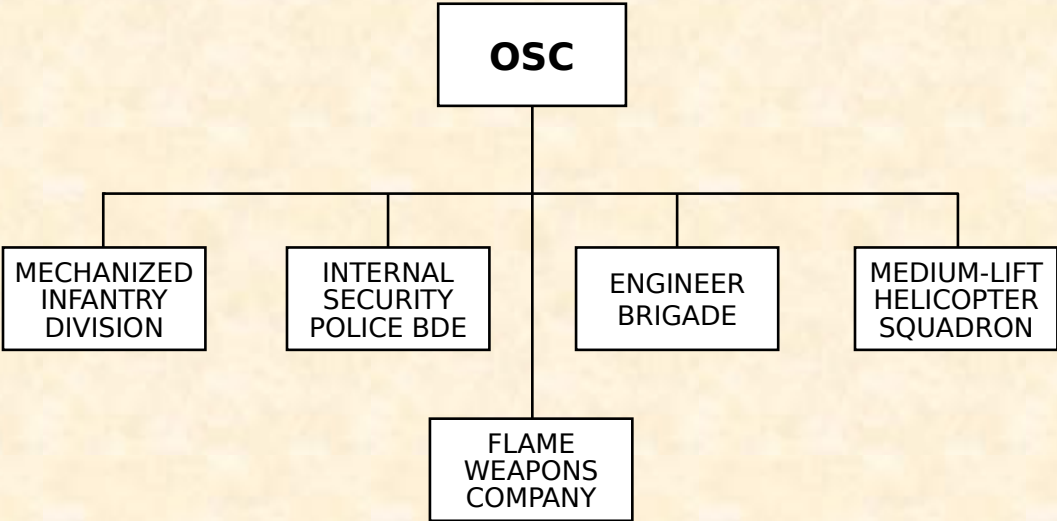 OSC
MECHANIZED
INFANTRY
DIVISION
INTERNAL
SECURITY
POLICE BDE
ENGINEER
BRIGADE
MEDIUM-LIFT
HELICOPTER
SQUADRON
FLAME
WEAPONS
COMPANY